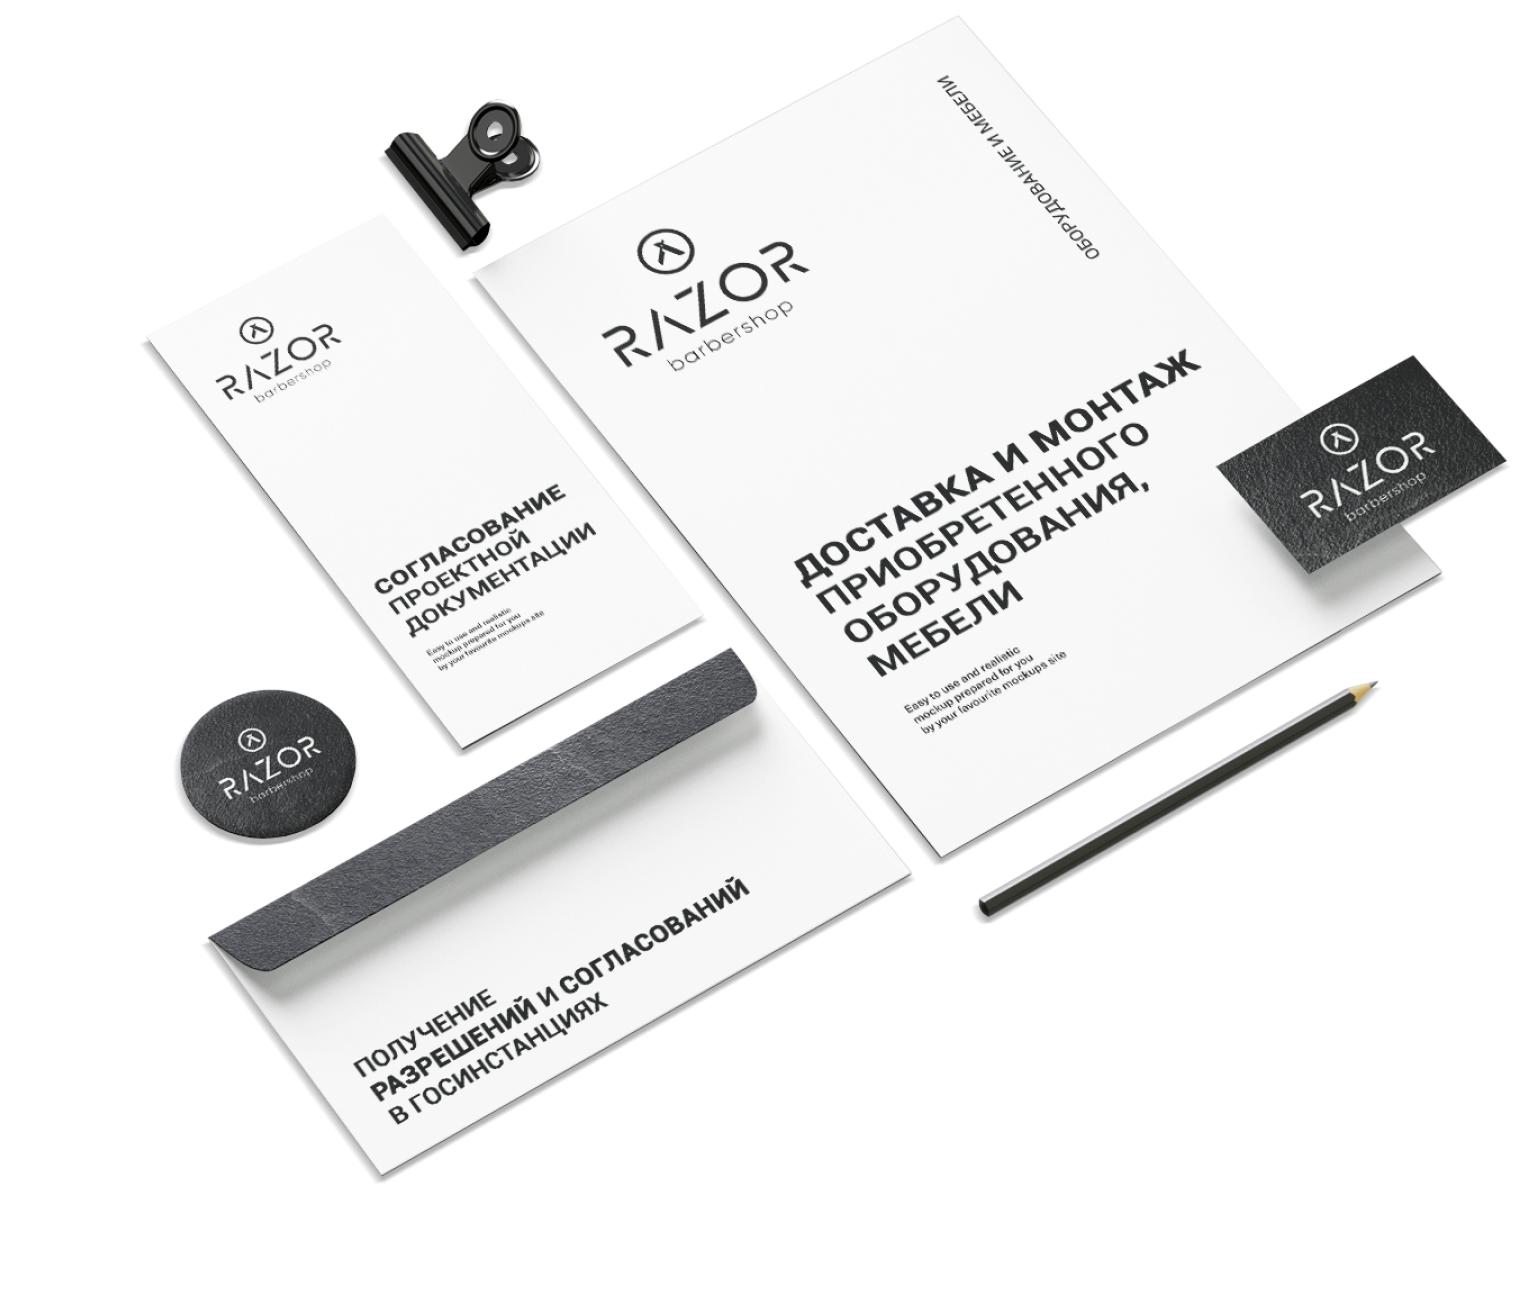 RAZOR
barbershop
СОГЛАСОВАНИЕ
ПРОЕКТНОЙ
ДОКУМЕНТАЦИИ
Easy to use and realistic
mockup prepared for you
by your favourite mockups site
ОБОРУДОВАНИЕ И МЕБЕЛИ
RAZOR
barbershop
ДОСТАВКА И МОНТАЖ
ПРИОБРЕТЕННОГО
ОБОРУДОВАНИЯ,
МЕБЕЛИ
Easy to use and realistic
mockup prepared for you
by your favourite mockups site
RAZOR
barbershop
RAZOR
barbershop
ПОЛУЧЕНИЕ
РАЗРЕШЕНИЙ И СОГЛАСОВАНИЙ
В ГОСИНСТАНЦИЯХ